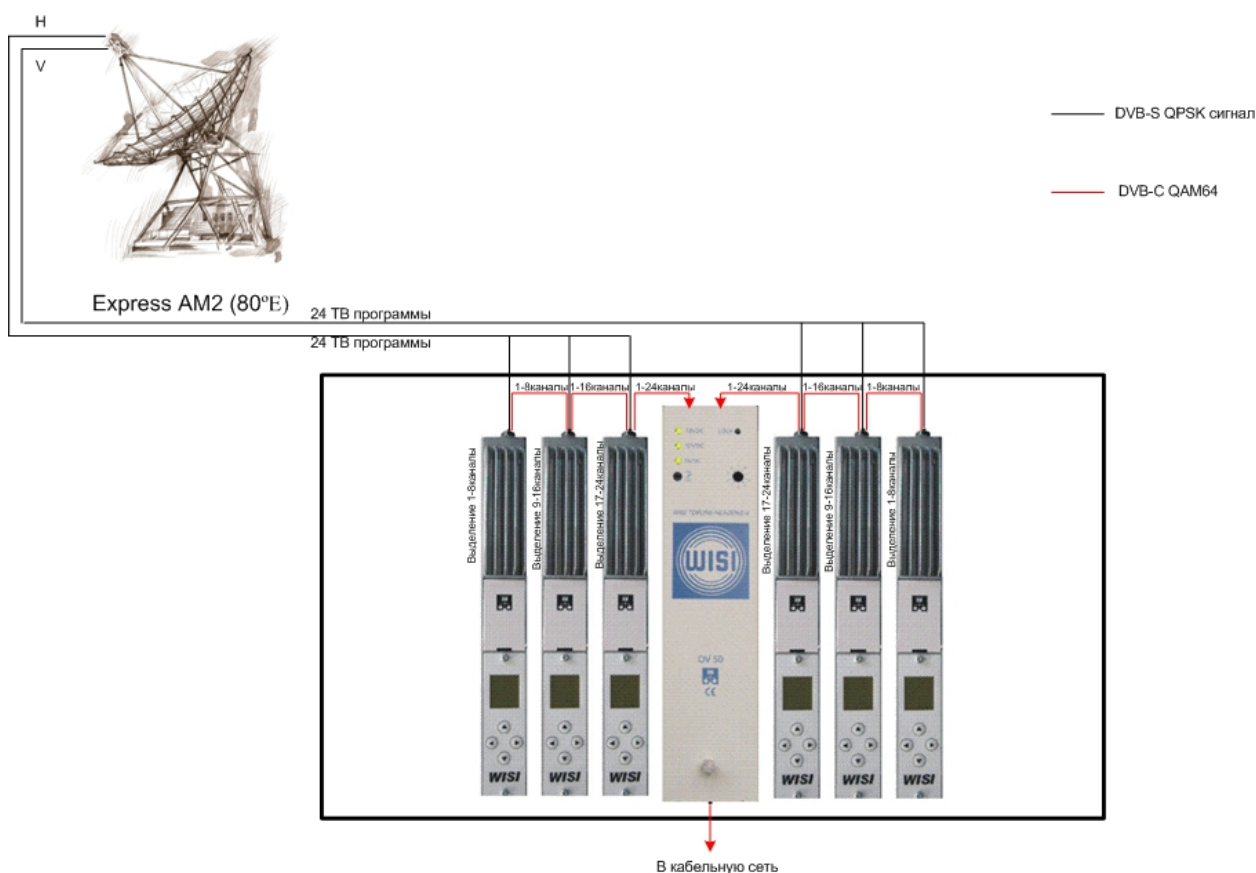 H
V
DVB-S QPSK сигнал
DVB-C QAM64
Express AM2 (80ºE)
24 ТВ программы
24 ТВ программы
1-8каналы
1-16каналы
1-24каналы
1-24каналы
1-16каналы
1-8каналы
Выделение 1-8каналы
Выделение 9-16каналы
Выделение 17-24каналы
Выделение 17-24каналы
Выделение 9-16каналы
Выделение 1-8каналы
WISI
OV 50
CE
WISI
WISI
WISI
WISI
WISI
WISI
В кабельную сеть